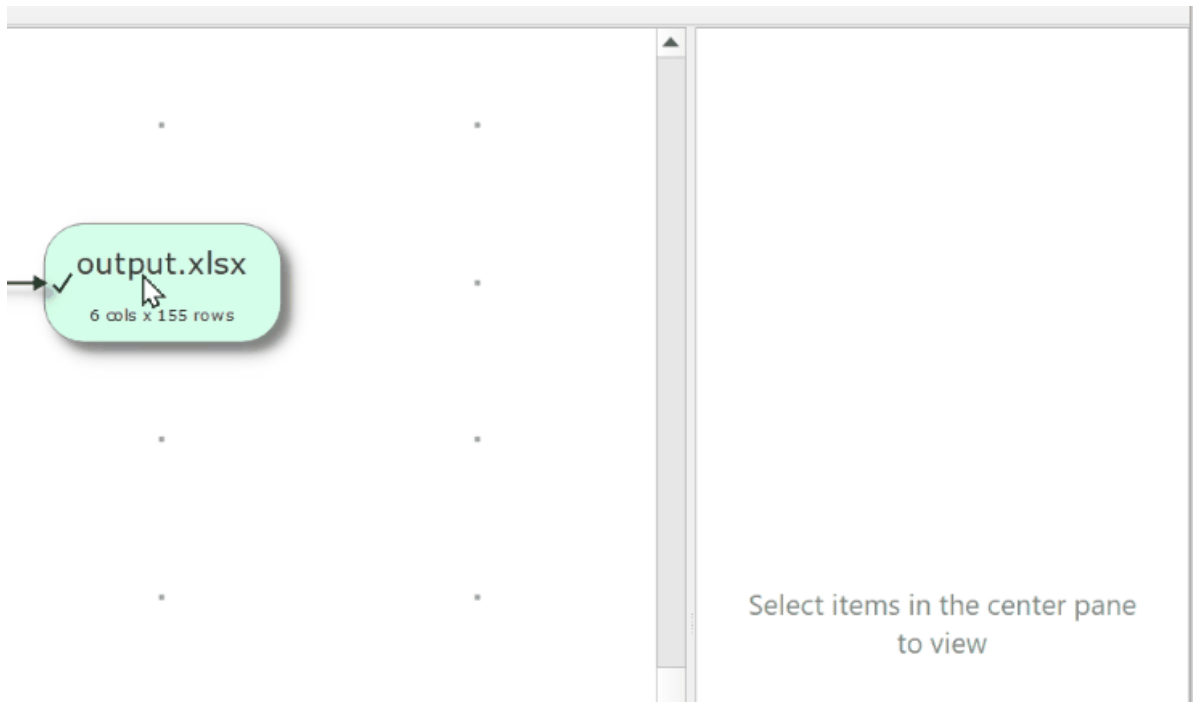 output.xlsx
6 cols x 155 rows
Select items in the center pane
to view